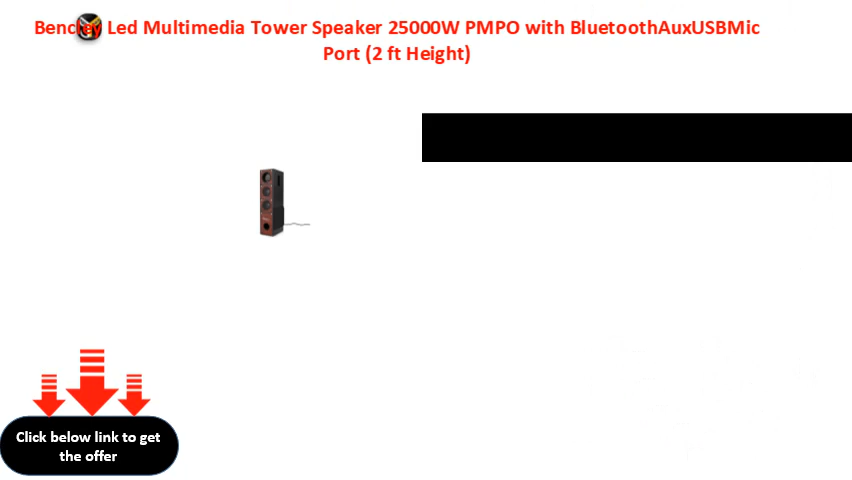 Led Multimedia Tower Speaker 25000W PMPO with BluetoothAuxUSBMic
Port (2 ft Height)
Click below link to get
the offer